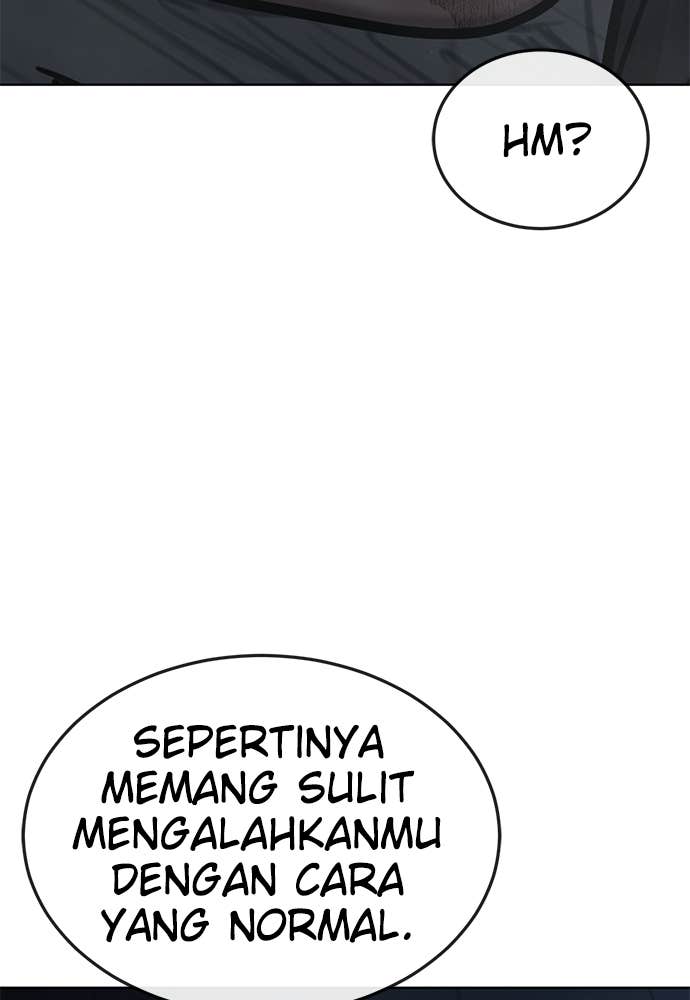 HM?
SEPERTINYA
MEMANG SULIT
MENGALAHKANMU
DENGAN CARA
YANG NORMAL.